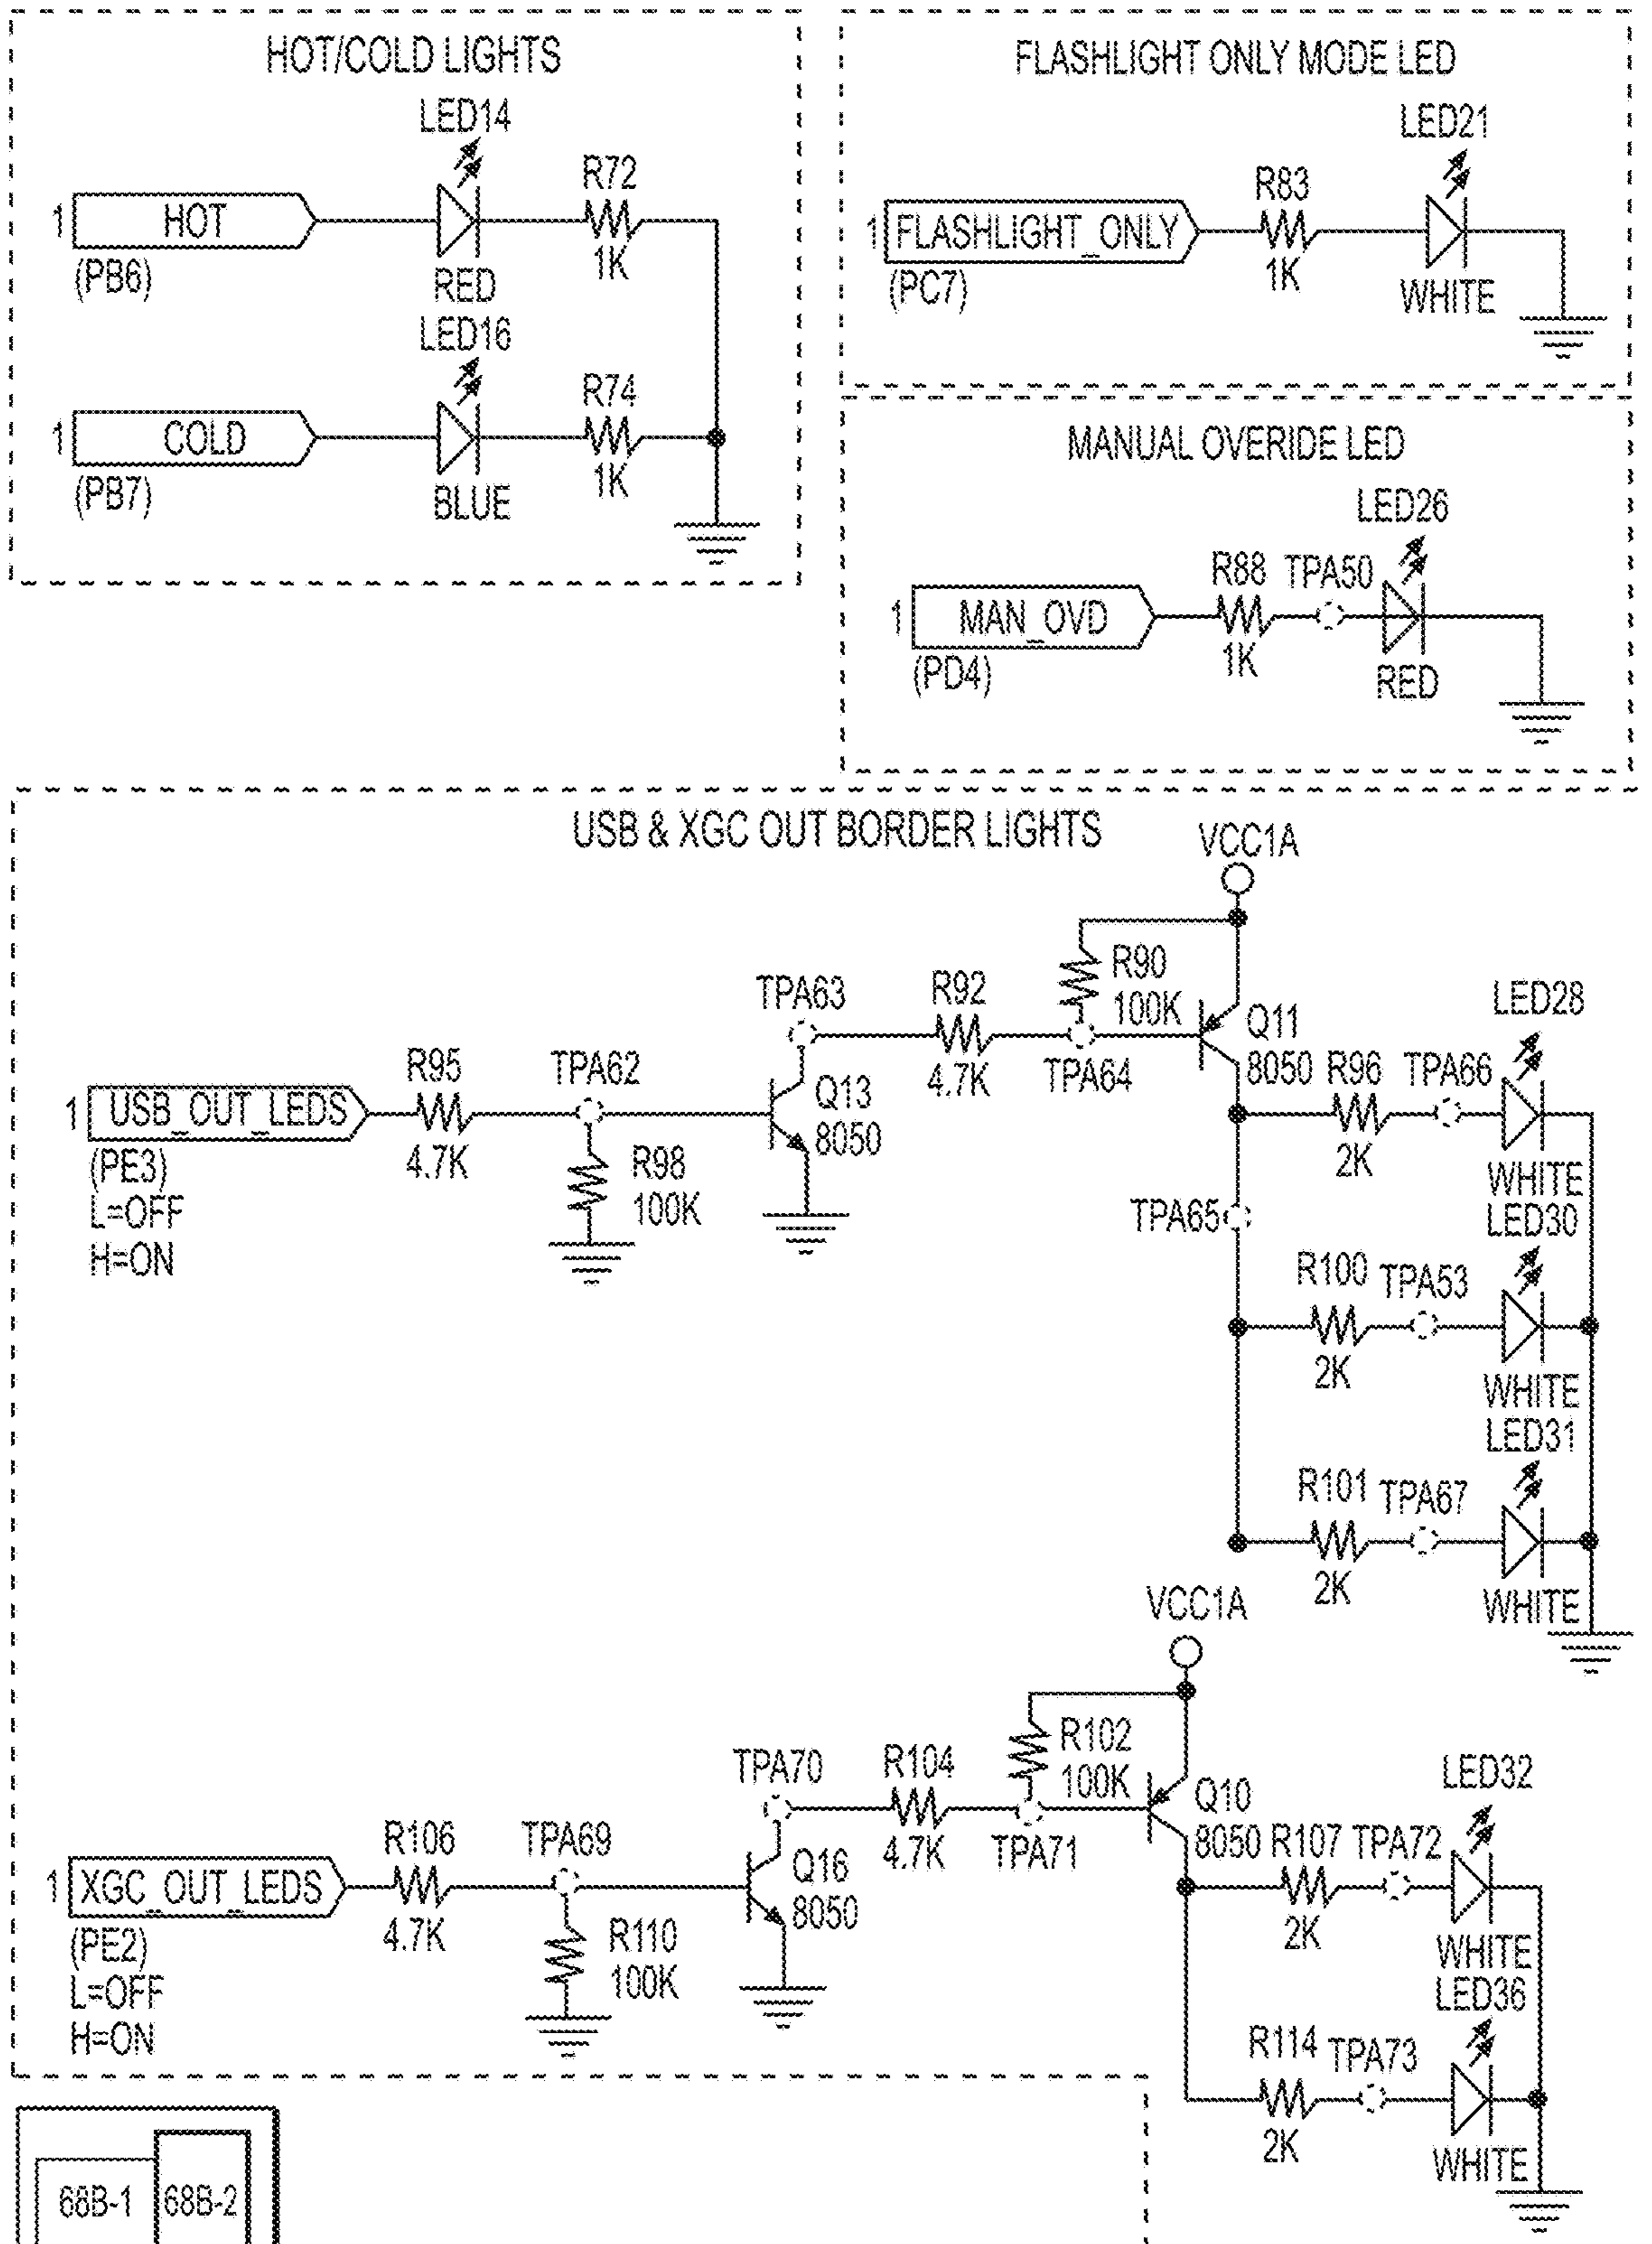 HOT/COLD LIGHTS
LED14
R72
1 HOT
1K
(PB6)
RED
LED16
R74
1 COLD
1K
(PB7)
BLUE
FLASHLIGHT ONLY MODE LED
LED21
R83
1 FLASHLIGHT_ONLY
1K
(PC7)
WHITE
MANUAL OVERIDE LED
LED26
R88 TPA50
1 MAN_OVD
1K
(PD4)
RED
USB & XGC OUT BORDER LIGHTS
VCC1A
R90
100K
TPA63
R92
Q11
8050
LED28
R95
TPA62
Q13
8050
4.7K
TPA64
R96 TPA66
1 USB_OUT_LEDS
4.7K
R98
100K
2K
(PE3)
L=OFF
H=ON
WHITE
TPA65
LED30
R100 TPA53
2K
WHITE
LED31
R101 TPA67
2K
WHITE
VCC1A
R102
100K
TPA70
R104
Q10
8050
LED32
R106
TPA69
Q16
8050
4.7K
TPA71
R107 TPA72
1 XGC_OUT_LEDS
4.7K
R110
100K
2K
(PE2)
L=OFF
H=ON
WHITE
LED36
R114 TPA73
2K
WHITE
68B-1 68B-2